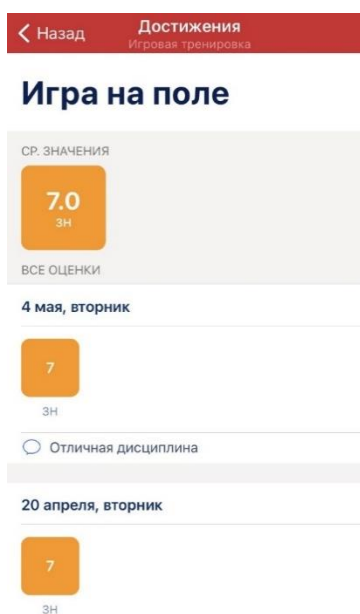 Назад
Достижения
Игровая тренировка
Игра на поле
СР. ЗНАЧЕНИЯ
7.0
ЗН
ВСЕ ОЦЕНКИ
4 мая, вторник
7
ЗН
Отличная дисциплина
20 апреля, вторник
7
ЗН